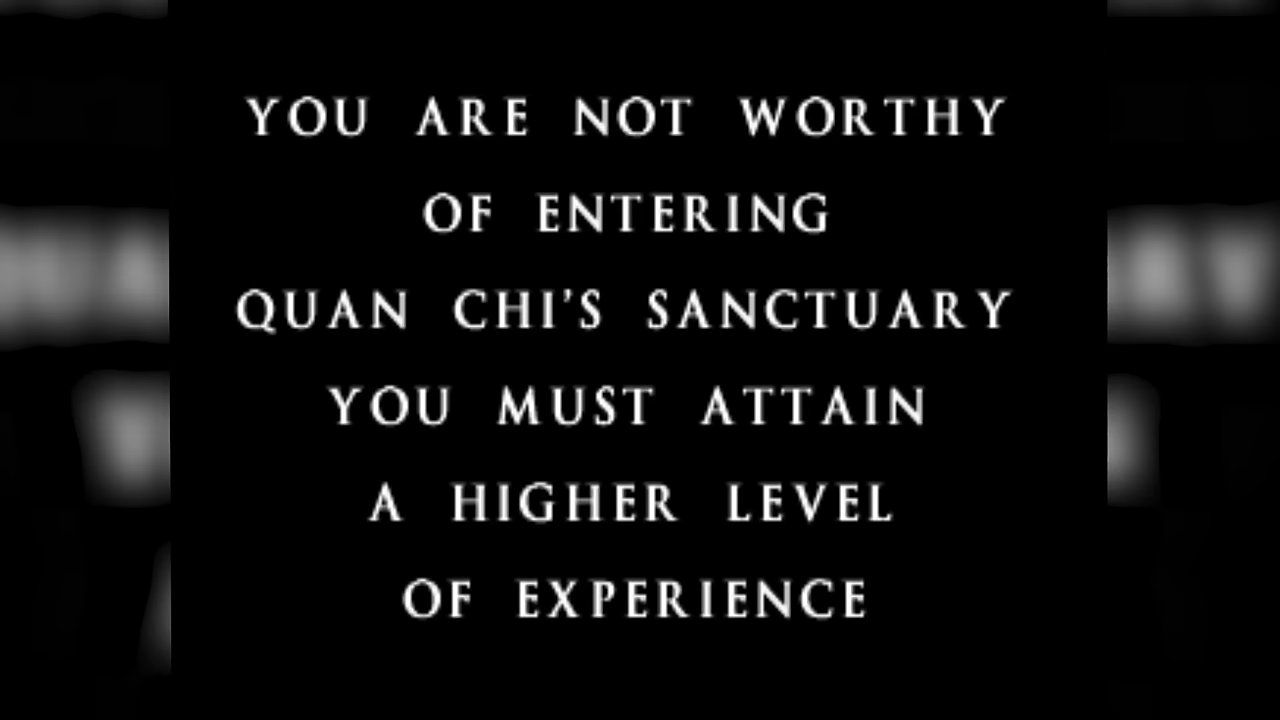 YOU ARE NOT WORTHY
OF ENTERING
QUAN CHI'S SANCTUARY
YOU MUST ATTAIN
A HIGHER LEVEL
OF EXPERIENCE